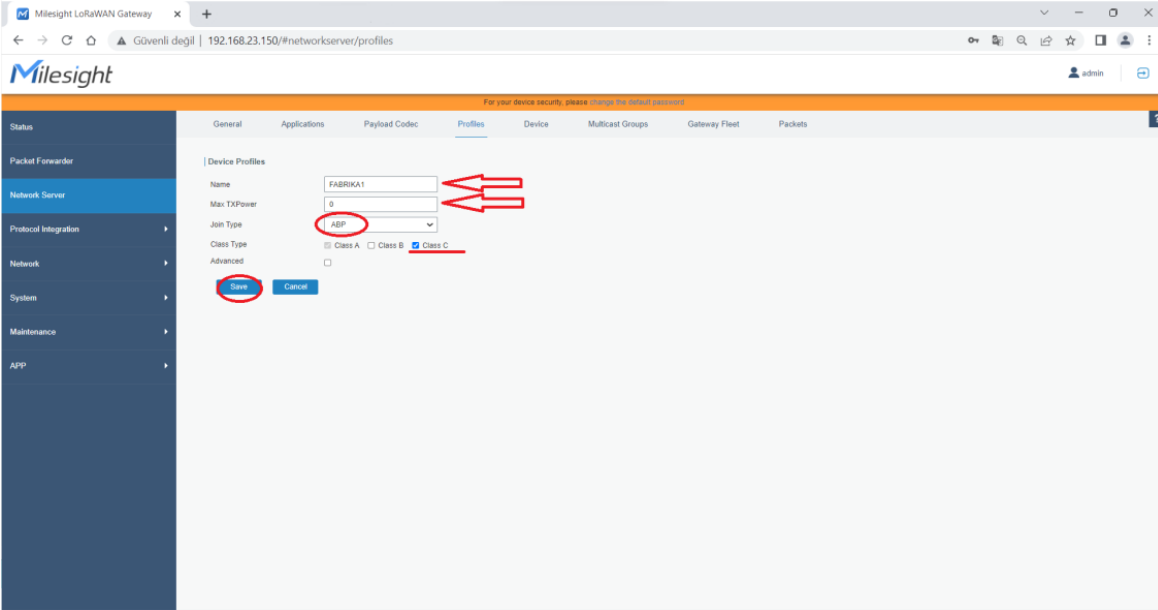 Milesight LoRaWAN Gateway
Güvenli değil | 192.168.23.150/#networkserver/profiles
Milesight
admin
For your device security, please change the default password
Status
General Applications Payload Codec Profiles Device Multicast Groups Gateway Fleet Packets
?
Packet Forwarder
Device Profiles
Name FABRIKA1
Network Server
Max TXPower 0
Join Type ABP
Protocol Integration
Class Type Class A Class B Class C
Advanced
Network
Save Cancel
System
Maintenance
APP